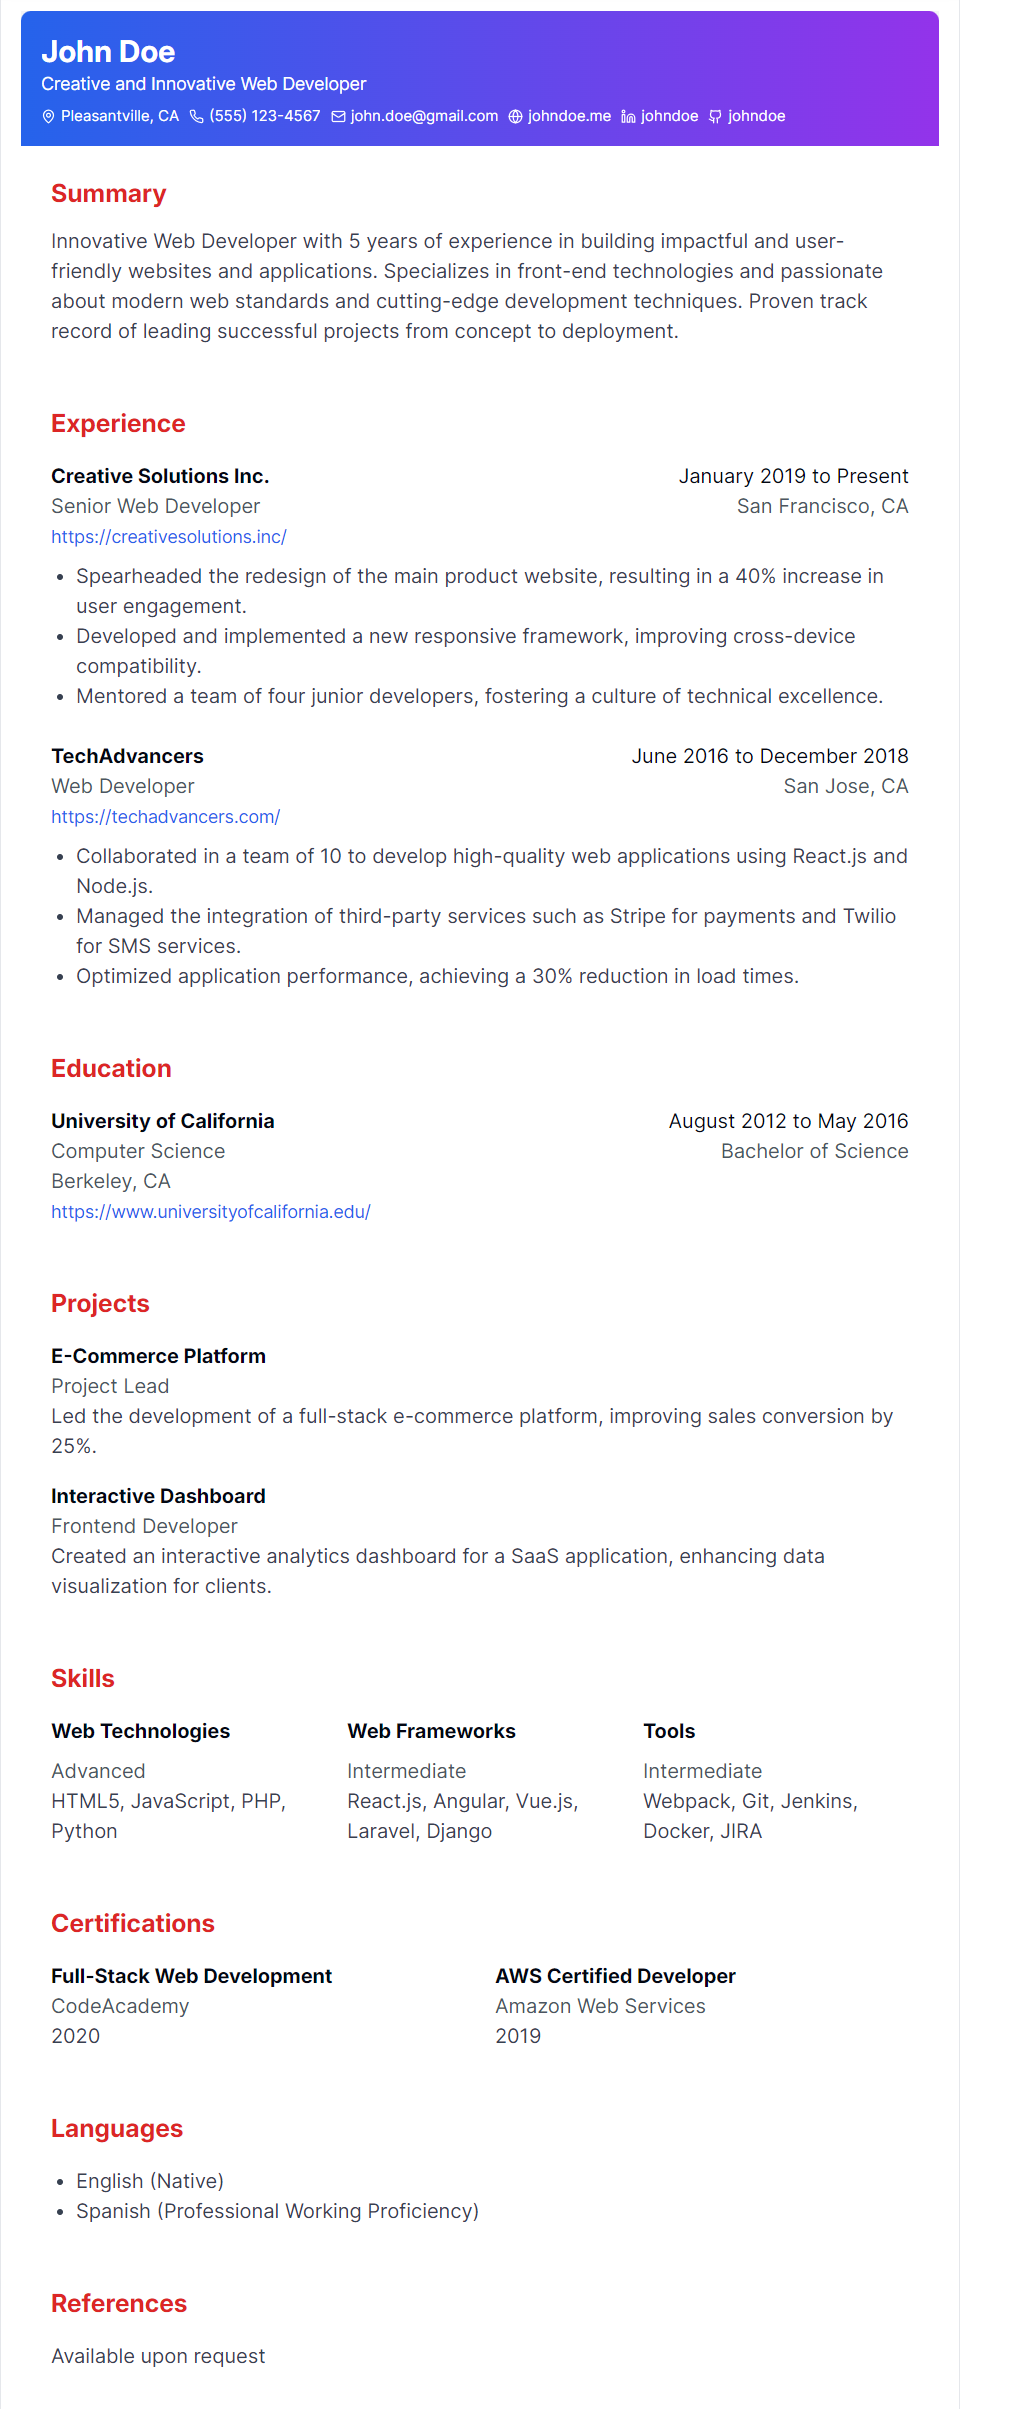 John Doe
Creative and Innovative Web Developer
Pleasantville, CA (555) 123-4567 john.doe@gmail.com johndoe.me johndoe johndoe
Summary
Innovative Web Developer with 5 years of experience in building impactful and user-
friendly websites and applications. Specializes in front-end technologies and passionate
about modern web standards and cutting-edge development techniques. Proven track
record of leading successful projects from concept to deployment.
Experience
Creative Solutions Inc. January 2019 to Present
Senior Web Developer San Francisco, CA
https://creativesolutions.inc/
• Spearheaded the redesign of the main product website, resulting in a 40% increase in
user engagement.
• Developed and implemented a new responsive framework, improving cross-device
compatibility.
• Mentored a team of four junior developers, fostering a culture of technical excellence.
TechAdvancers June 2016 to December 2018
Web Developer San Jose, CA
https://techadvancers.com/
• Collaborated in a team of 10 to develop high-quality web applications using React.js and
Node.js.
• Managed the integration of third-party services such as Stripe for payments and Twilio
for SMS services.
• Optimized application performance, achieving a 30% reduction in load times.
Education
University of California August 2012 to May 2016
Computer Science Bachelor of Science
Berkeley, CA
https://www.universityofcalifornia.edu/
Projects
E-Commerce Platform
Project Lead
Led the development of a full-stack e-commerce platform, improving sales conversion by
25%.
Interactive Dashboard
Frontend Developer
Created an interactive analytics dashboard for a SaaS application, enhancing data
visualization for clients.
Skills
Web Technologies
Advanced
HTML5, JavaScript, PHP,
Python
Web Frameworks
Intermediate
React.js, Angular, Vue.js,
Laravel, Django
Tools
Intermediate
Webpack, Git, Jenkins,
Docker, JIRA
Certifications
Full-Stack Web Development
CodeAcademy
2020
AWS Certified Developer
Amazon Web Services
2019
Languages
• English (Native)
• Spanish (Professional Working Proficiency)
References
Available upon request